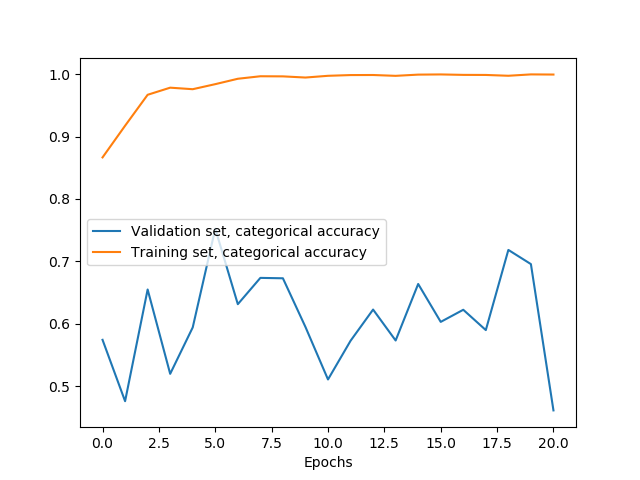 1.0
0.9
0.8
0.7
0.6
0.5
Validation set, categorical accuracy
Training set, categorical accuracy
0.0 2.5 5.0 7.5 10.0 12.5 15.0 17.5 20.0
Epochs